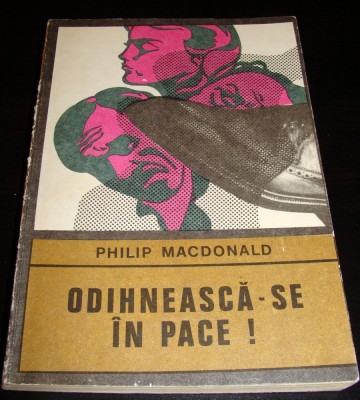 PHILIP MACDONALD
ODIHNEASCĂ-SE
ÎN PACE !